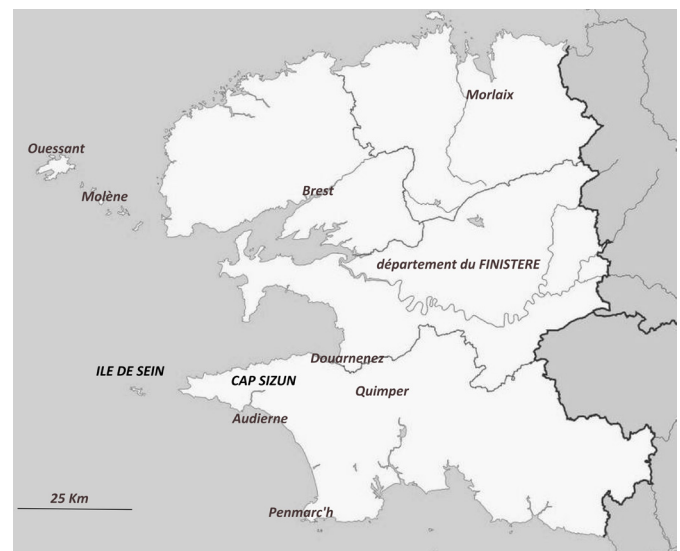 Morlaix
Ouessant
Molène
Brest
département du FINISTERE
Douarnenez
ILE DE SEIN
CAP SIZUN
Quimper
Audierne
25 Km
Penmarc'h